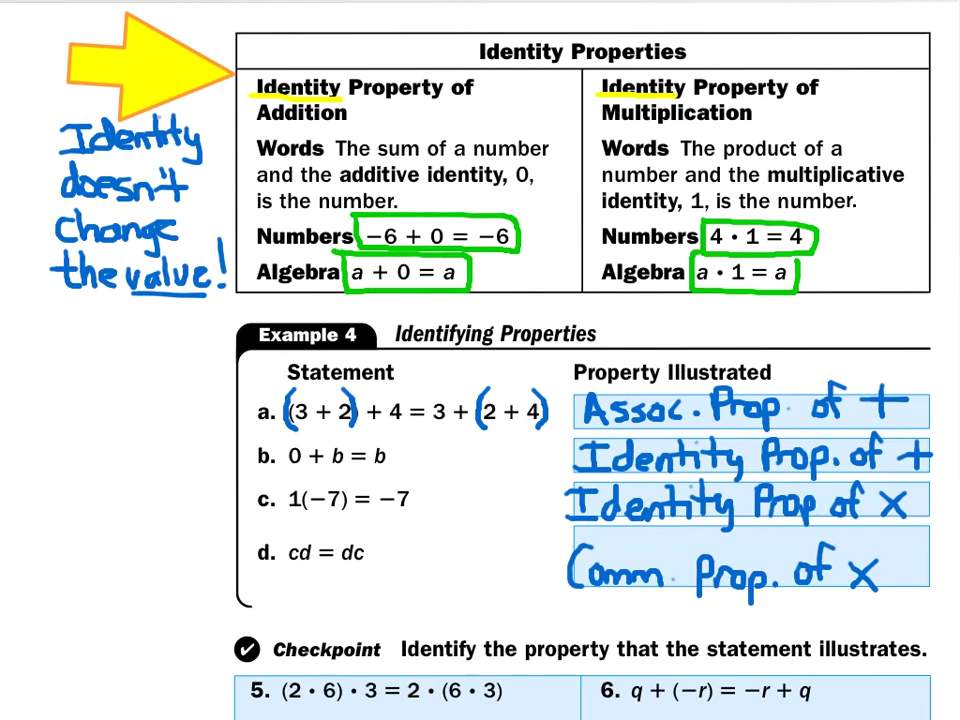 Identity
doesn't
change
the value!
Identity Properties
Identity Property of
Addition
Words The sum of a number
and the additive identity, 0,
is the number.
Numbers −6 + 0 = −6
Algebra a + 0 = a
Identity Property of
Multiplication
Words The product of a
number and the multiplicative
identity, 1, is the number.
Numbers 4 · 1 = 4
Algebra a · 1 = a
Example 4 Identifying Properties
Statement Property Illustrated
a. (3 + 2) + 4 = 3 + (2 + 4) Assoc. Prop. of +
b. 0 + b = b Identity Prop. of +
c. 1(−7) = −7 Identity Prop of x
d. cd = dc Comm. Prop. of x
Checkpoint Identify the property that the statement illustrates.
5. (2 · 6) · 3 = 2 · (6 · 3) 6. q + (−r) = −r + q